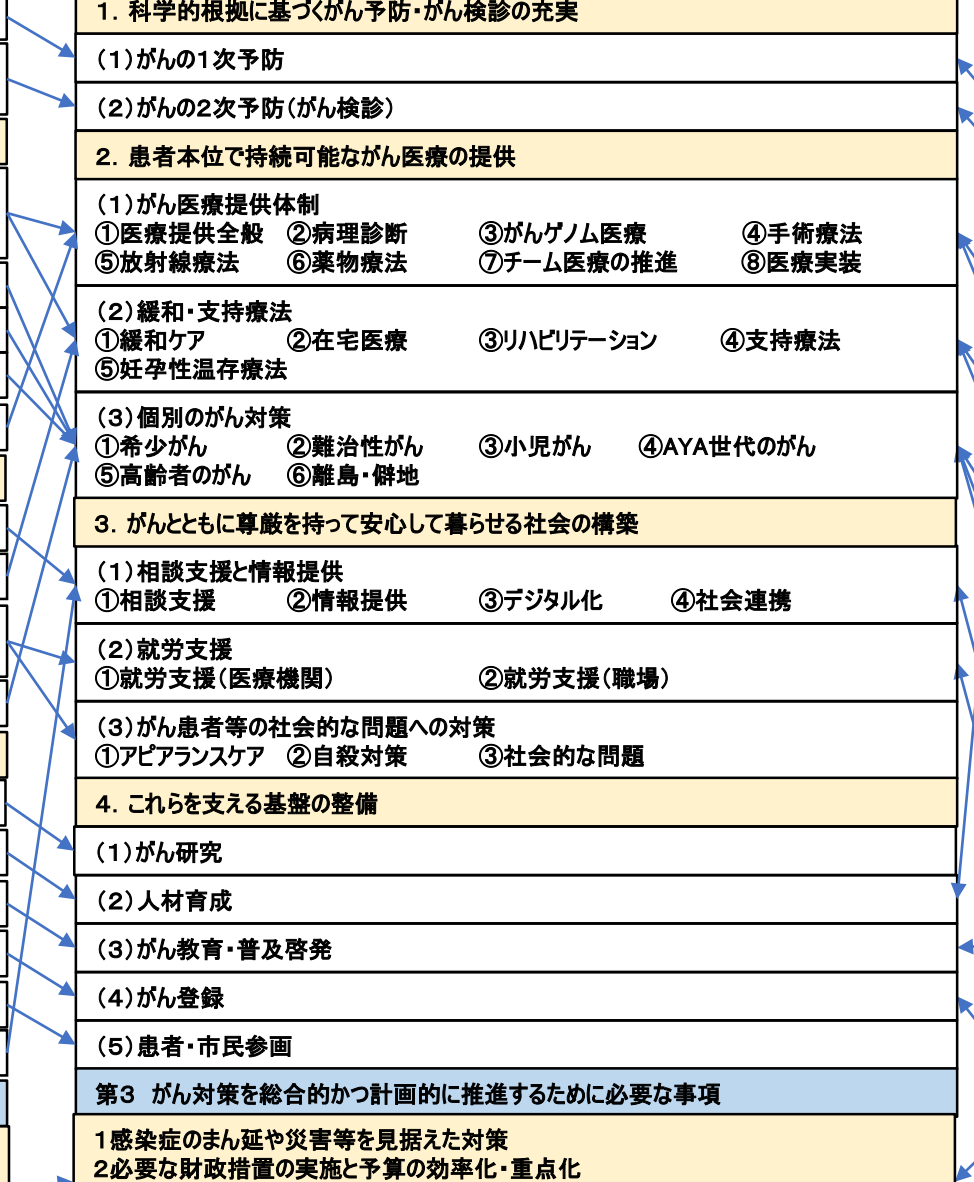 １．科学的根拠に基づくがん予防・がん検診の充実
（１）がんの１次予防
（２）がんの２次予防（がん検診）
２．患者本位で持続可能ながん医療の提供
（１）がん医療提供体制
①医療提供全般　②病理診断　③がんゲノム医療　④手術療法
⑤放射線療法　⑥薬物療法　⑦チーム医療の推進　⑧医療実装
（２）緩和・支持療法
①緩和ケア　②在宅医療　③リハビリテーション　④支持療法
⑤妊孕性温存療法
（３）個別のがん対策
①希少がん　②難治性がん　③小児がん　④AYA世代のがん
⑤高齢者のがん　⑥離島・僻地
３．がんとともに尊厳を持って安心して暮らせる社会の構築
（１）相談支援と情報提供
①相談支援　②情報提供　③デジタル化　④社会連携
（２）就労支援
①就労支援（医療機関）　②就労支援（職場）
（３）がん患者等の社会的な問題への対策
①アピアランスケア　②自殺対策　③社会的な問題
４．これらを支える基盤の整備
（１）がん研究
（２）人材育成
（３）がん教育・普及啓発
（４）がん登録
（５）患者・市民参画
第３　がん対策を総合的かつ計画的に推進するために必要な事項
１感染症のまん延や災害等を見据えた対策
２必要な財政措置の実施と予算の効率化・重点化